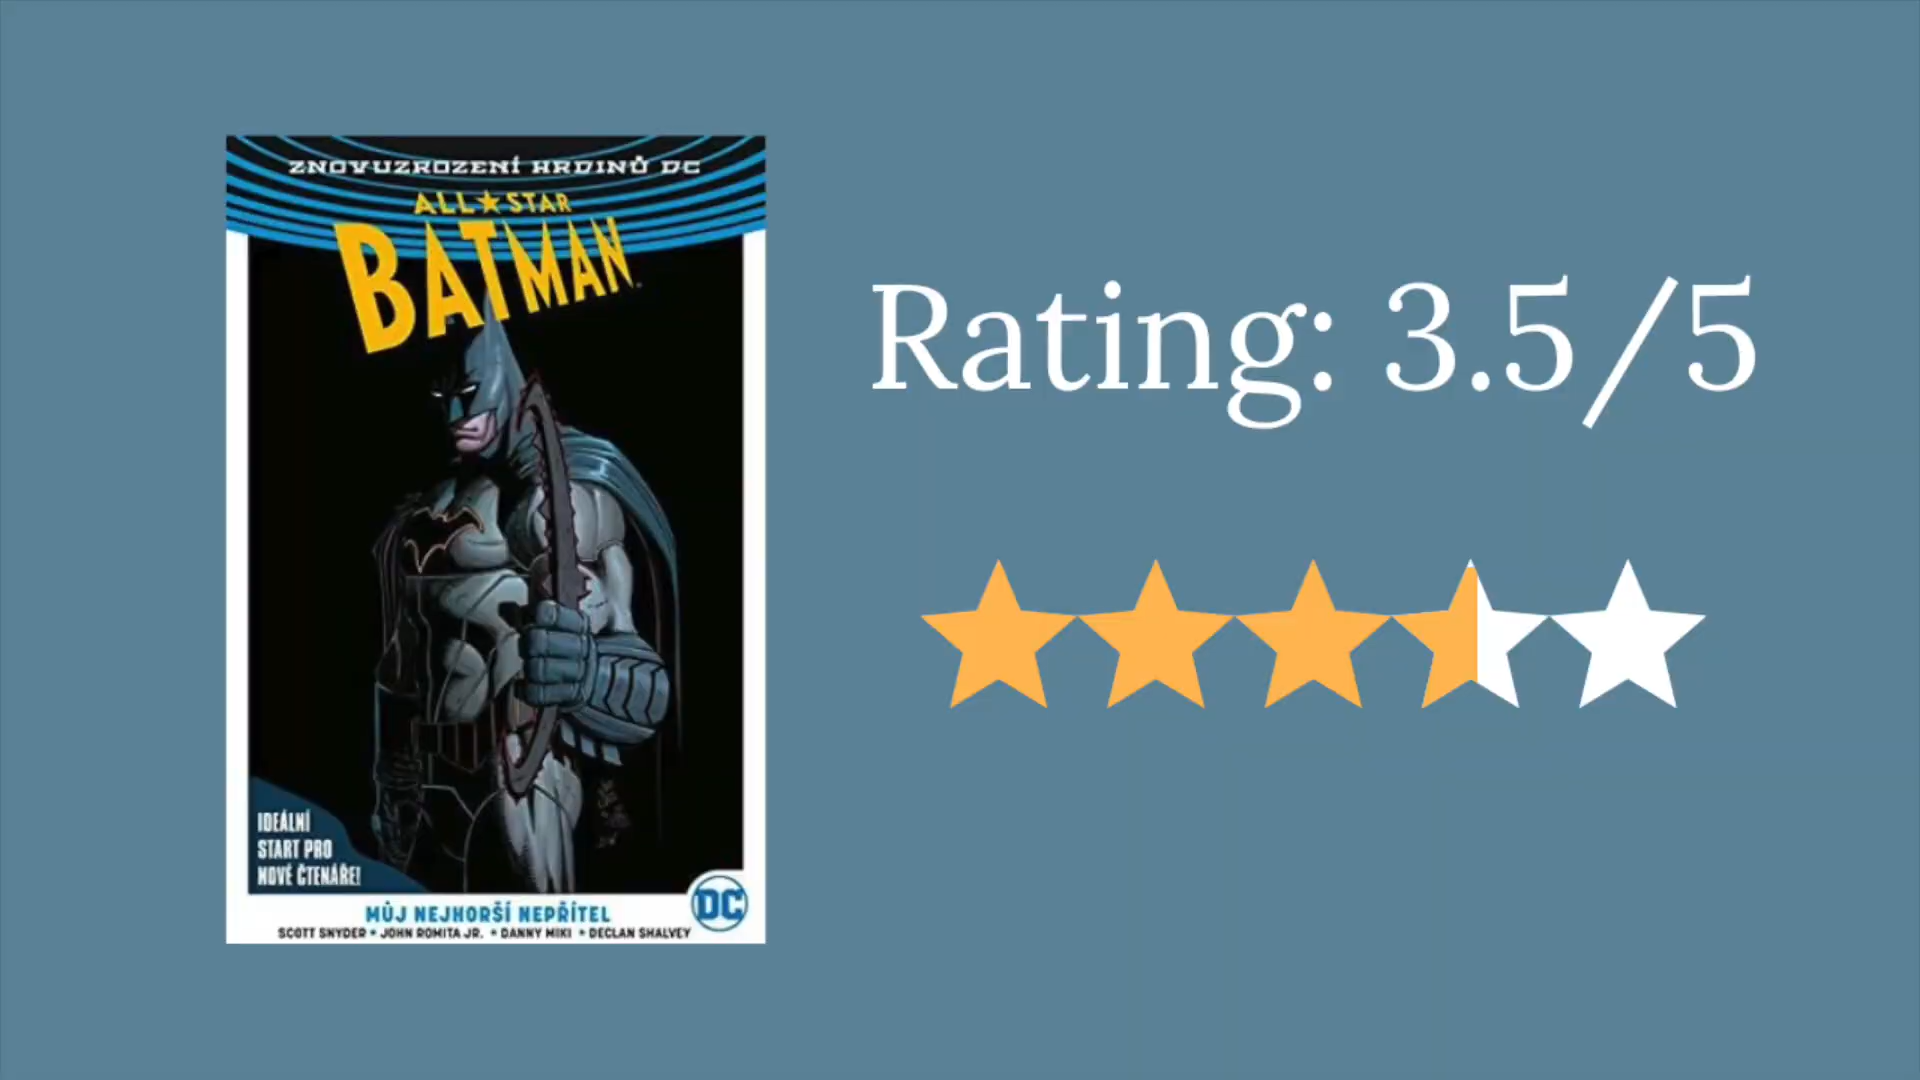 ZNOVUZROZENÍ HRDINŮ DC
ALL★STAR
BATMAN
IDEÁLNÍ
START PRO
NOVÉ ČTENÁŘE!
MŮJ NEJHORŠÍ NEPŘÍTEL
SCOTT SNYDER • JOHN ROMITA JR. • DANNY MIKI • DECLAN SHALVEY
DC
Rating: 3.5/5